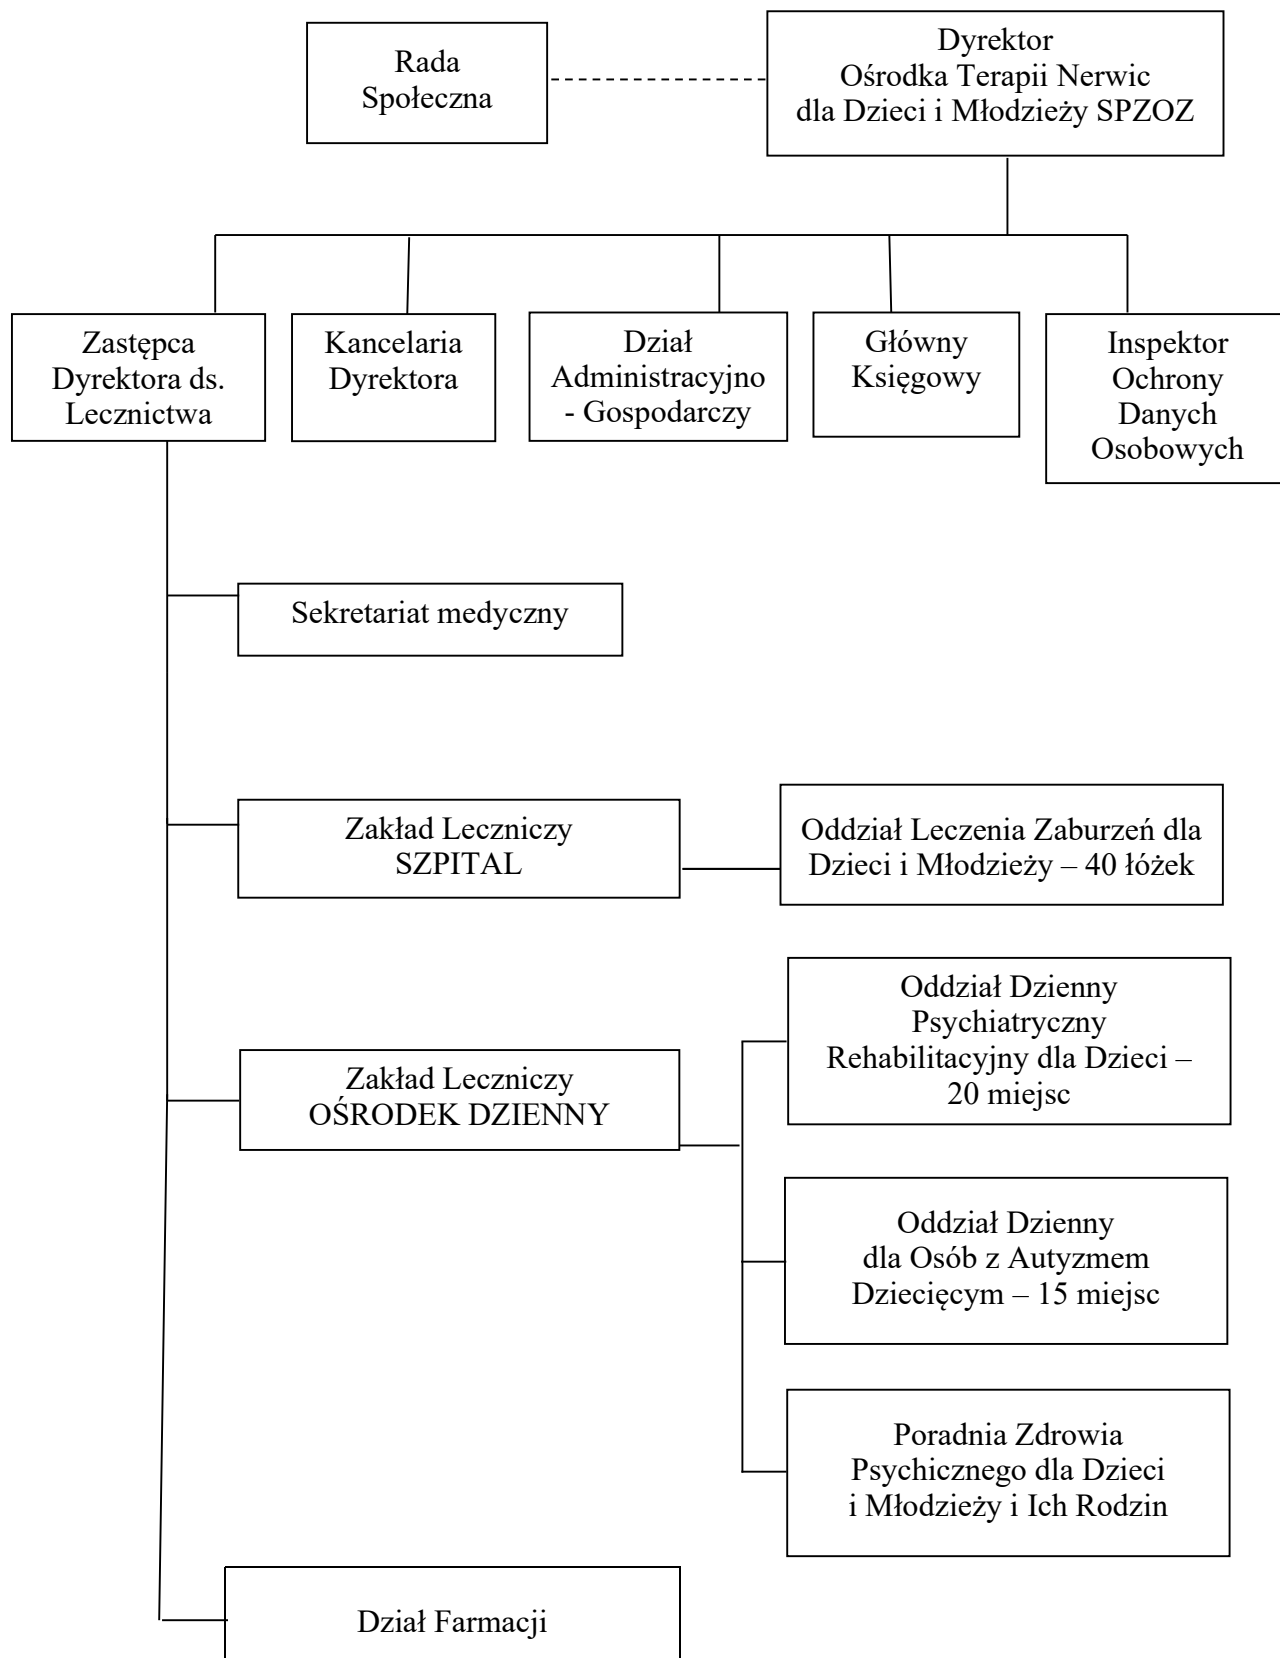 Rada
Społeczna
Dyrektor
Ośrodka Terapii Nerwic
dla Dzieci i Młodzieży SPZOZ
Zastępca
Dyrektora ds.
Lecznictwa
Kancelaria
Dyrektora
Dział
Administracyjno
- Gospodarczy
Główny
Księgowy
Inspektor
Ochrony
Danych
Osobowych
Sekretariat medyczny
Zakład Leczniczy
SZPITAL
Oddział Leczenia Zaburzeń dla
Dzieci i Młodzieży – 40 łóżek
Zakład Leczniczy
OŚRODEK DZIENNY
Oddział Dzienny
Psychiatryczny
Rehabilitacyjny dla Dzieci –
20 miejsc
Oddział Dzienny
dla Osób z Autyzmem
Dziecięcym – 15 miejsc
Poradnia Zdrowia
Psychicznego dla Dzieci
i Młodzieży i Ich Rodzin
Dział Farmacji